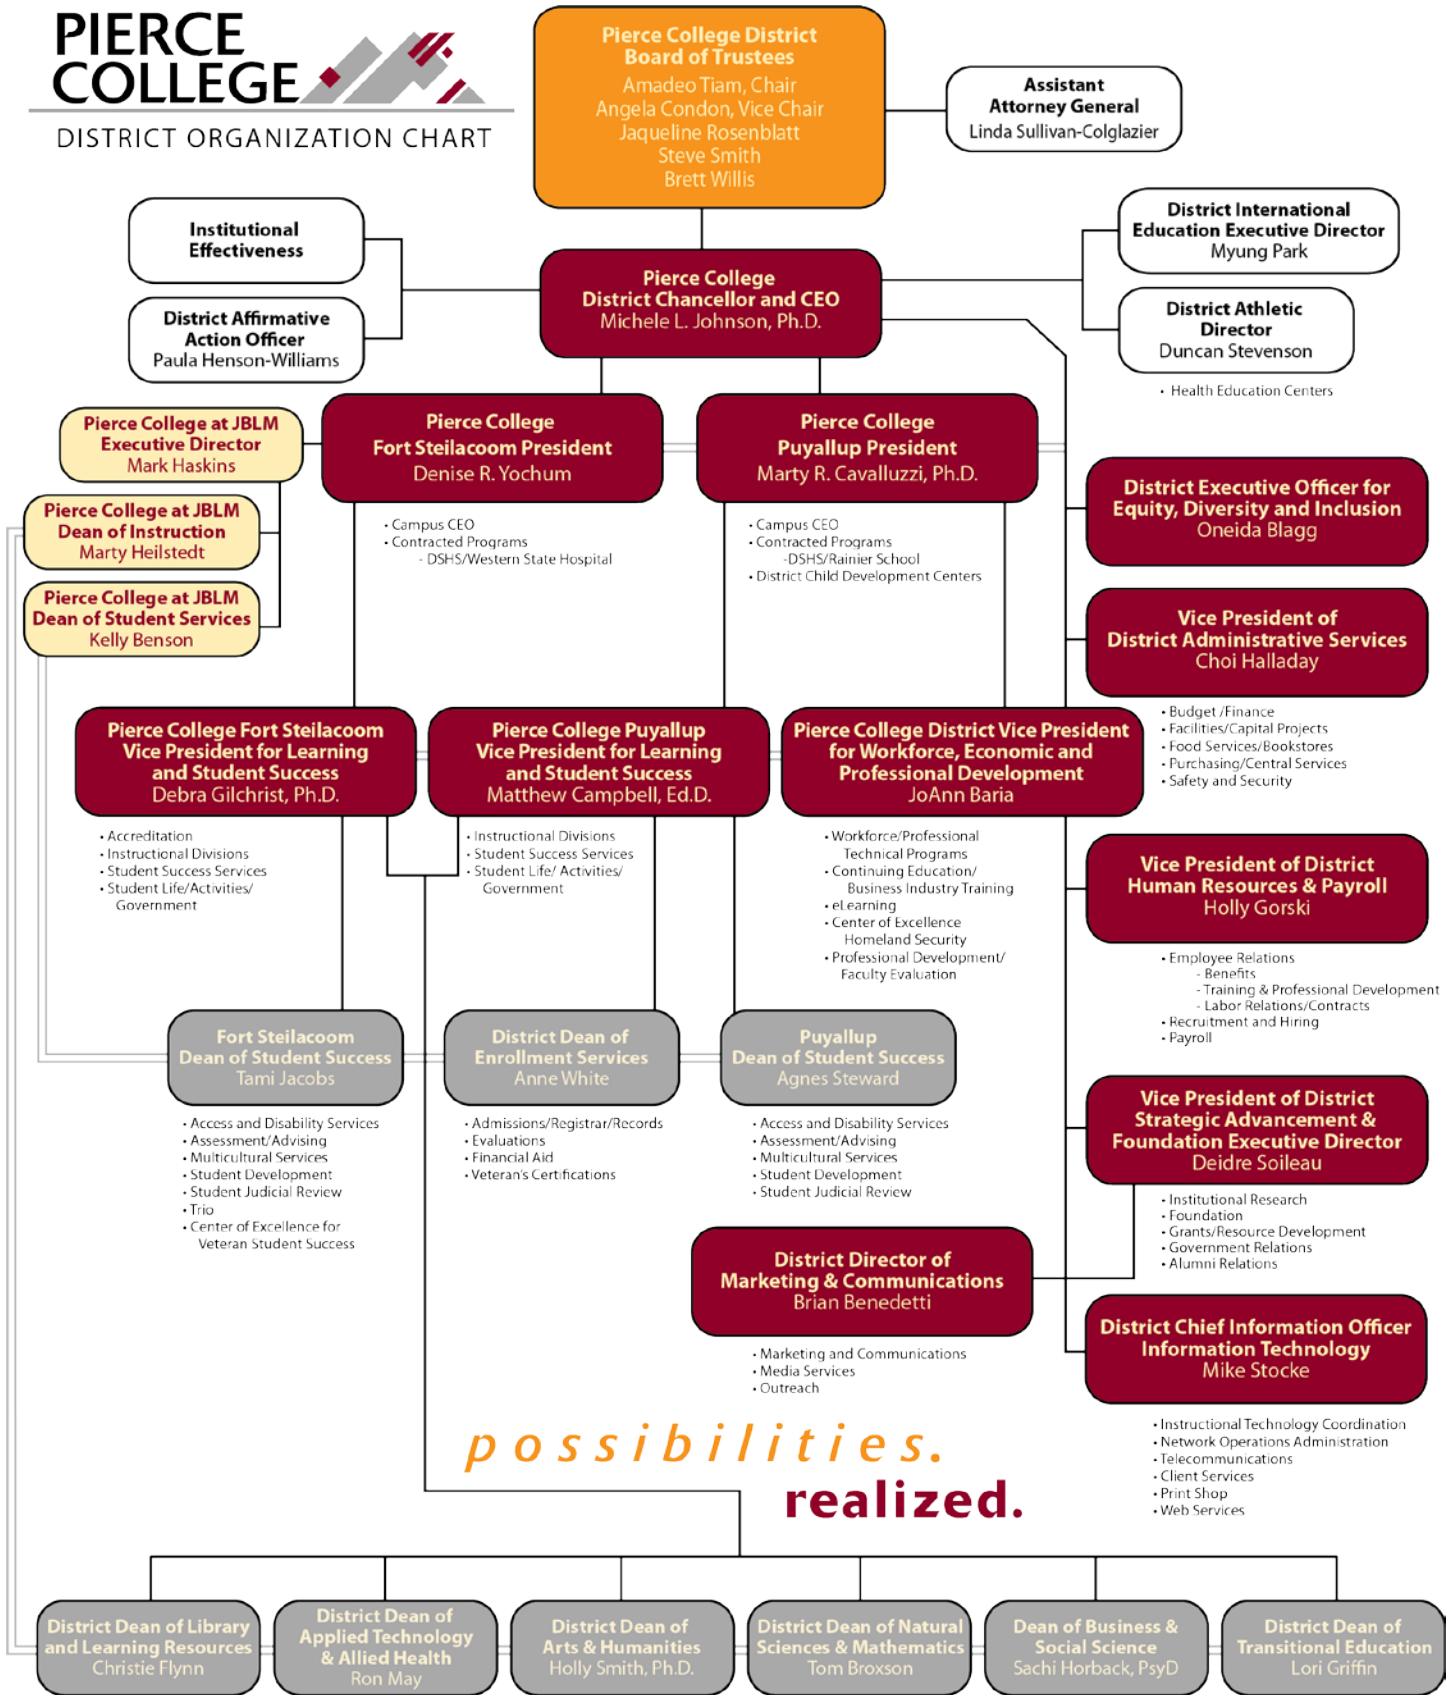 PIERCE
COLLEGE
DISTRICT ORGANIZATION CHART
Pierce College District
Board of Trustees
Amadeo Tiam, Chair
Angela Condon, Vice Chair
Jaqueline Rosenblatt
Steve Smith
Brett Willis
Assistant
Attorney General
Linda Sullivan-Colglazier
Institutional
Effectiveness
District Affirmative
Action Officer
Paula Henson-Williams
Pierce College
District Chancellor and CEO
Michele L. Johnson, Ph.D.
District International
Education Executive Director
Myung Park
District Athletic
Director
Duncan Stevenson
• Health Education Centers
Pierce College at JBLM
Executive Director
Mark Haskins
Pierce College at JBLM
Dean of Instruction
Marty Heilstedt
Pierce College at JBLM
Dean of Student Services
Kelly Benson
Pierce College
Fort Steilacoom President
Denise R. Yochum
• Campus CEO
• Contracted Programs
- DSHS/Western State Hospital
Pierce College
Puyallup President
Marty R. Cavalluzzi, Ph.D.
• Campus CEO
• Contracted Programs
-DSHS/Rainier School
• District Child Development Centers
District Executive Officer for
Equity, Diversity and Inclusion
Oneida Blagg
Vice President of
District Administrative Services
Choi Halladay
• Budget /Finance
• Facilities/Capital Projects
• Food Services/Bookstores
• Purchasing/Central Services
• Safety and Security
Pierce College Fort Steilacoom
Vice President for Learning
and Student Success
Debra Gilchrist, Ph.D.
• Accreditation
• Instructional Divisions
• Student Success Services
• Student Life/Activities/
Government
Pierce College Puyallup
Vice President for Learning
and Student Success
Matthew Campbell, Ed.D.
• Instructional Divisions
• Student Success Services
• Student Life/ Activities/
Government
Pierce College District Vice President
for Workforce, Economic and
Professional Development
JoAnn Baria
• Workforce/Professional
Technical Programs
• Continuing Education/
Business Industry Training
• eLearning
• Center of Excellence
Homeland Security
• Professional Development/
Faculty Evaluation
Vice President of District
Human Resources & Payroll
Holly Gorski
• Employee Relations
- Benefits
- Training & Professional Development
- Labor Relations/Contracts
• Recruitment and Hiring
• Payroll
Fort Steilacoom
Dean of Student Success
Tami Jacobs
• Access and Disability Services
• Assessment/Advising
• Multicultural Services
• Student Development
• Student Judicial Review
• Trio
• Center of Excellence for
Veteran Student Success
District Dean of
Enrollment Services
Anne White
• Admissions/Registrar/Records
• Evaluations
• Financial Aid
• Veteran's Certifications
Puyallup
Dean of Student Success
Agnes Steward
• Access and Disability Services
• Assessment/Advising
• Multicultural Services
• Student Development
• Student Judicial Review
Vice President of District
Strategic Advancement &
Foundation Executive Director
Deidre Soileau
• Institutional Research
• Foundation
• Grants/Resource Development
• Government Relations
• Alumni Relations
District Director of
Marketing & Communications
Brian Benedetti
• Marketing and Communications
• Media Services
• Outreach
District Chief Information Officer
Information Technology
Mike Stocke
• Instructional Technology Coordination
• Network Operations Administration
• Telecommunications
• Client Services
• Print Shop
• Web Services
possibilities.
realized.
District Dean of Library
and Learning Resources
Christie Flynn
District Dean of
Applied Technology
& Allied Health
Ron May
District Dean of
Arts & Humanities
Holly Smith, Ph.D.
District Dean of Natural
Sciences & Mathematics
Tom Broxson
Dean of Business &
Social Science
Sachi Horback, PsyD
District Dean of
Transitional Education
Lori Griffin